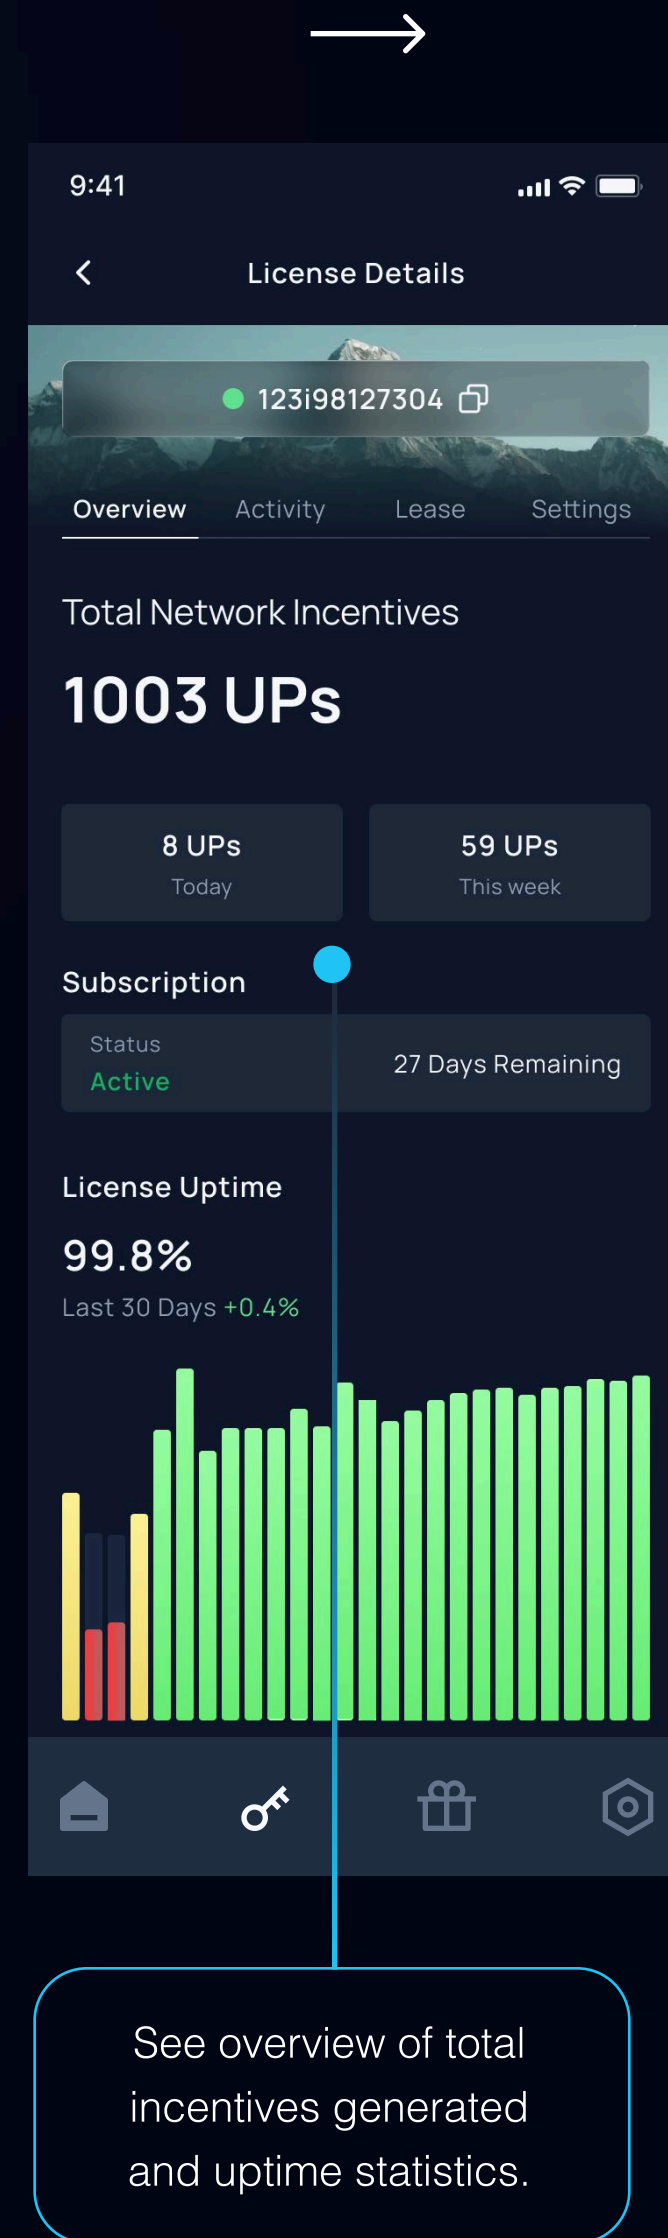 9:41
License Details
123i98127304
Overview Activity Lease Settings
Total Network Incentives
1003 UPs
8 UPs 59 UPs
Today This week
Subscription
Status
Active
27 Days Remaining
License Uptime
99.8%
Last 30 Days +0.4%
See overview of total
incentives generated
and uptime statistics.